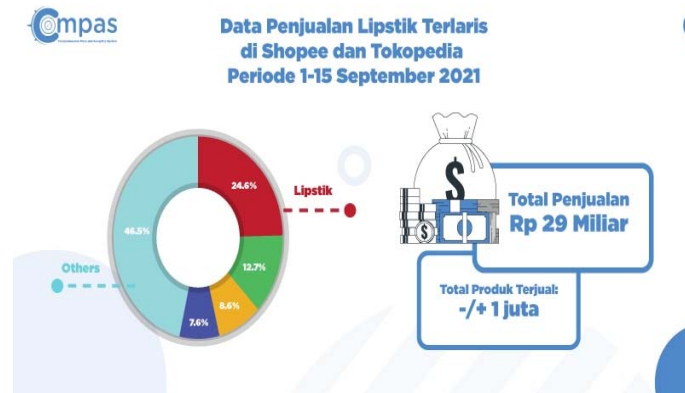 Compas
Data Penjualan Lipstik Terlaris
di Shopee dan Tokopedia
Periode 1-15 September 2021
24.6%
Lipstik
46.5%
12.7%
Others
8.6%
7.6%
$
$
Total Penjualan
Rp 29 Miliar
Total Produk Terjual:
-/+ 1 juta